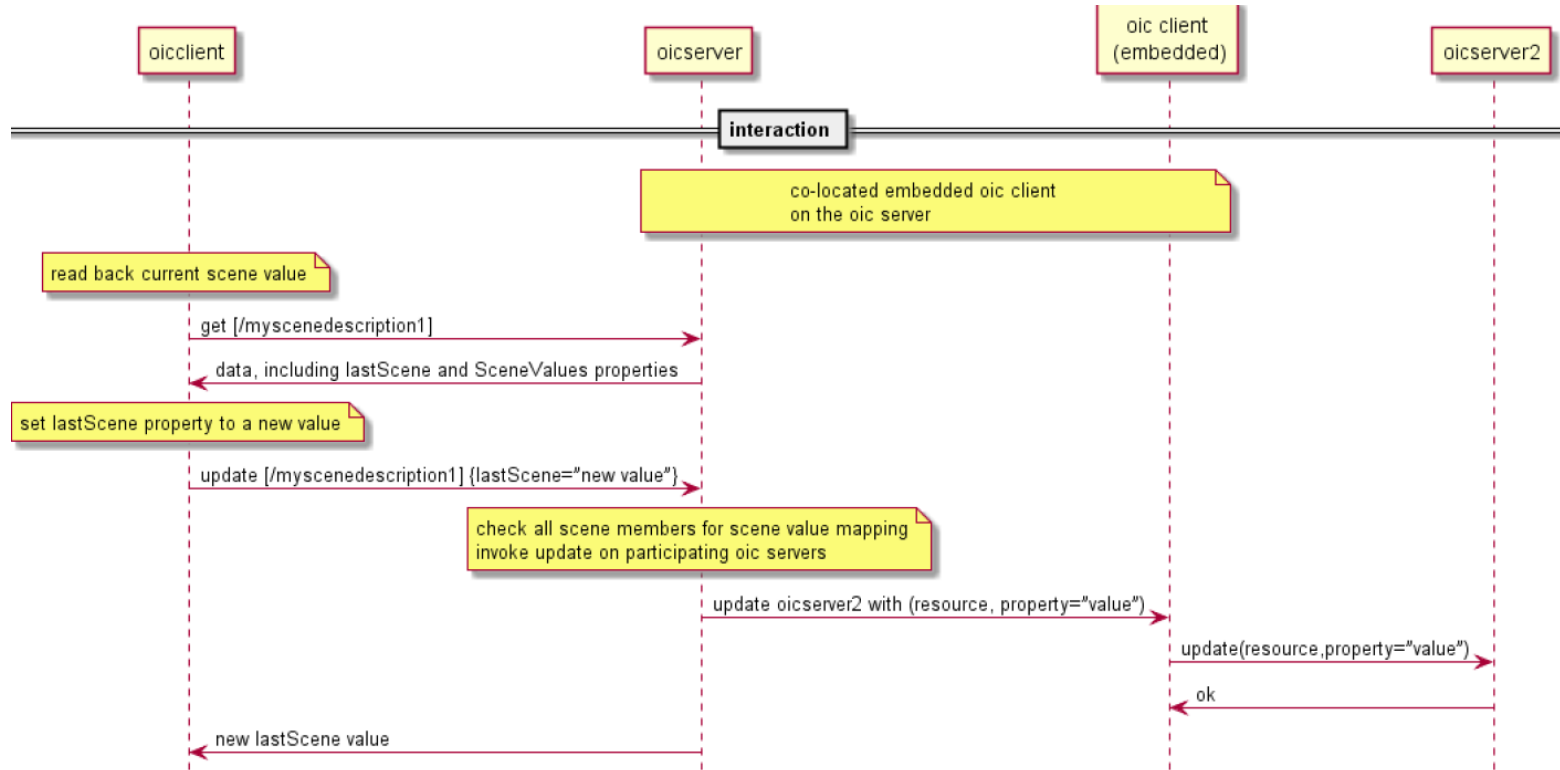 oicclient
oicserver
oic client
(embedded)
oicserver2
interaction
co-located embedded oic client
on the oic server
read back current scene value
get [/myscenedescription1]
data, including lastScene and SceneValues properties
set lastScene property to a new value
update [/myscenedescription1] {lastScene="new value"}
check all scene members for scene value mapping
invoke update on participating oic servers
update oicserver2 with (resource, property="value")
update(resource,property="value")
ok
new lastScene value